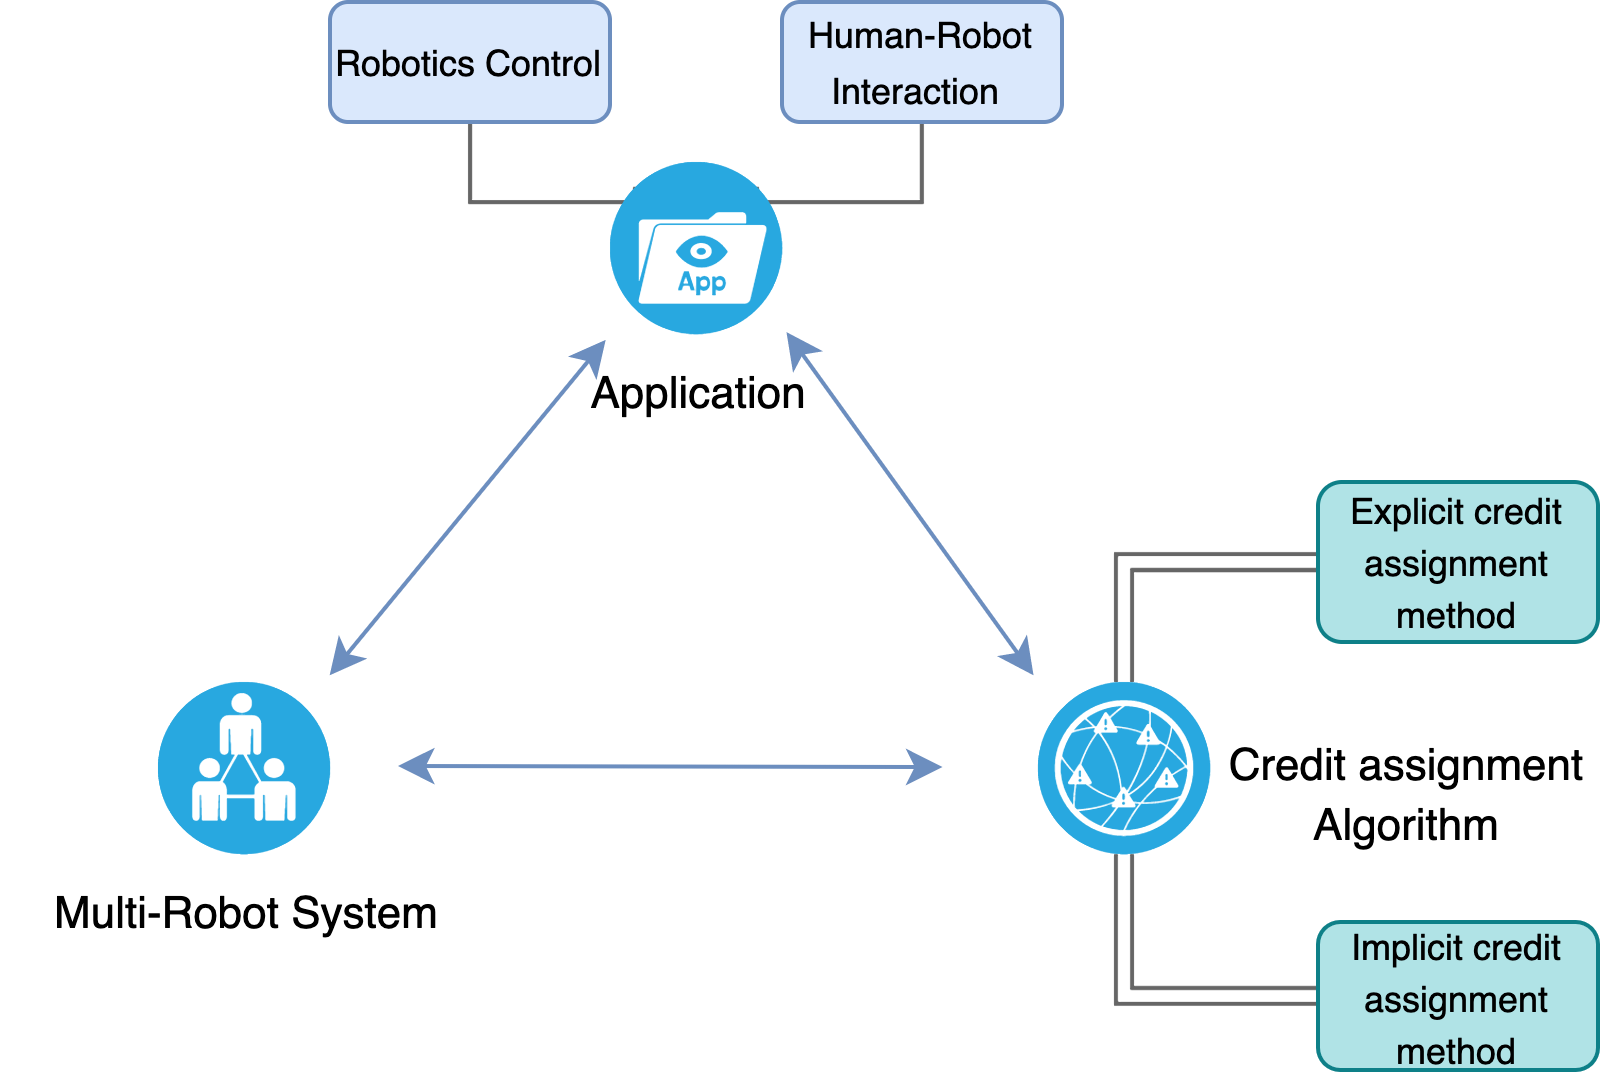 Robotics Control
Human-Robot
Interaction
App
Application
Explicit credit
assignment
method
Credit assignment
Algorithm
Multi-Robot System
Implicit credit
assignment
method